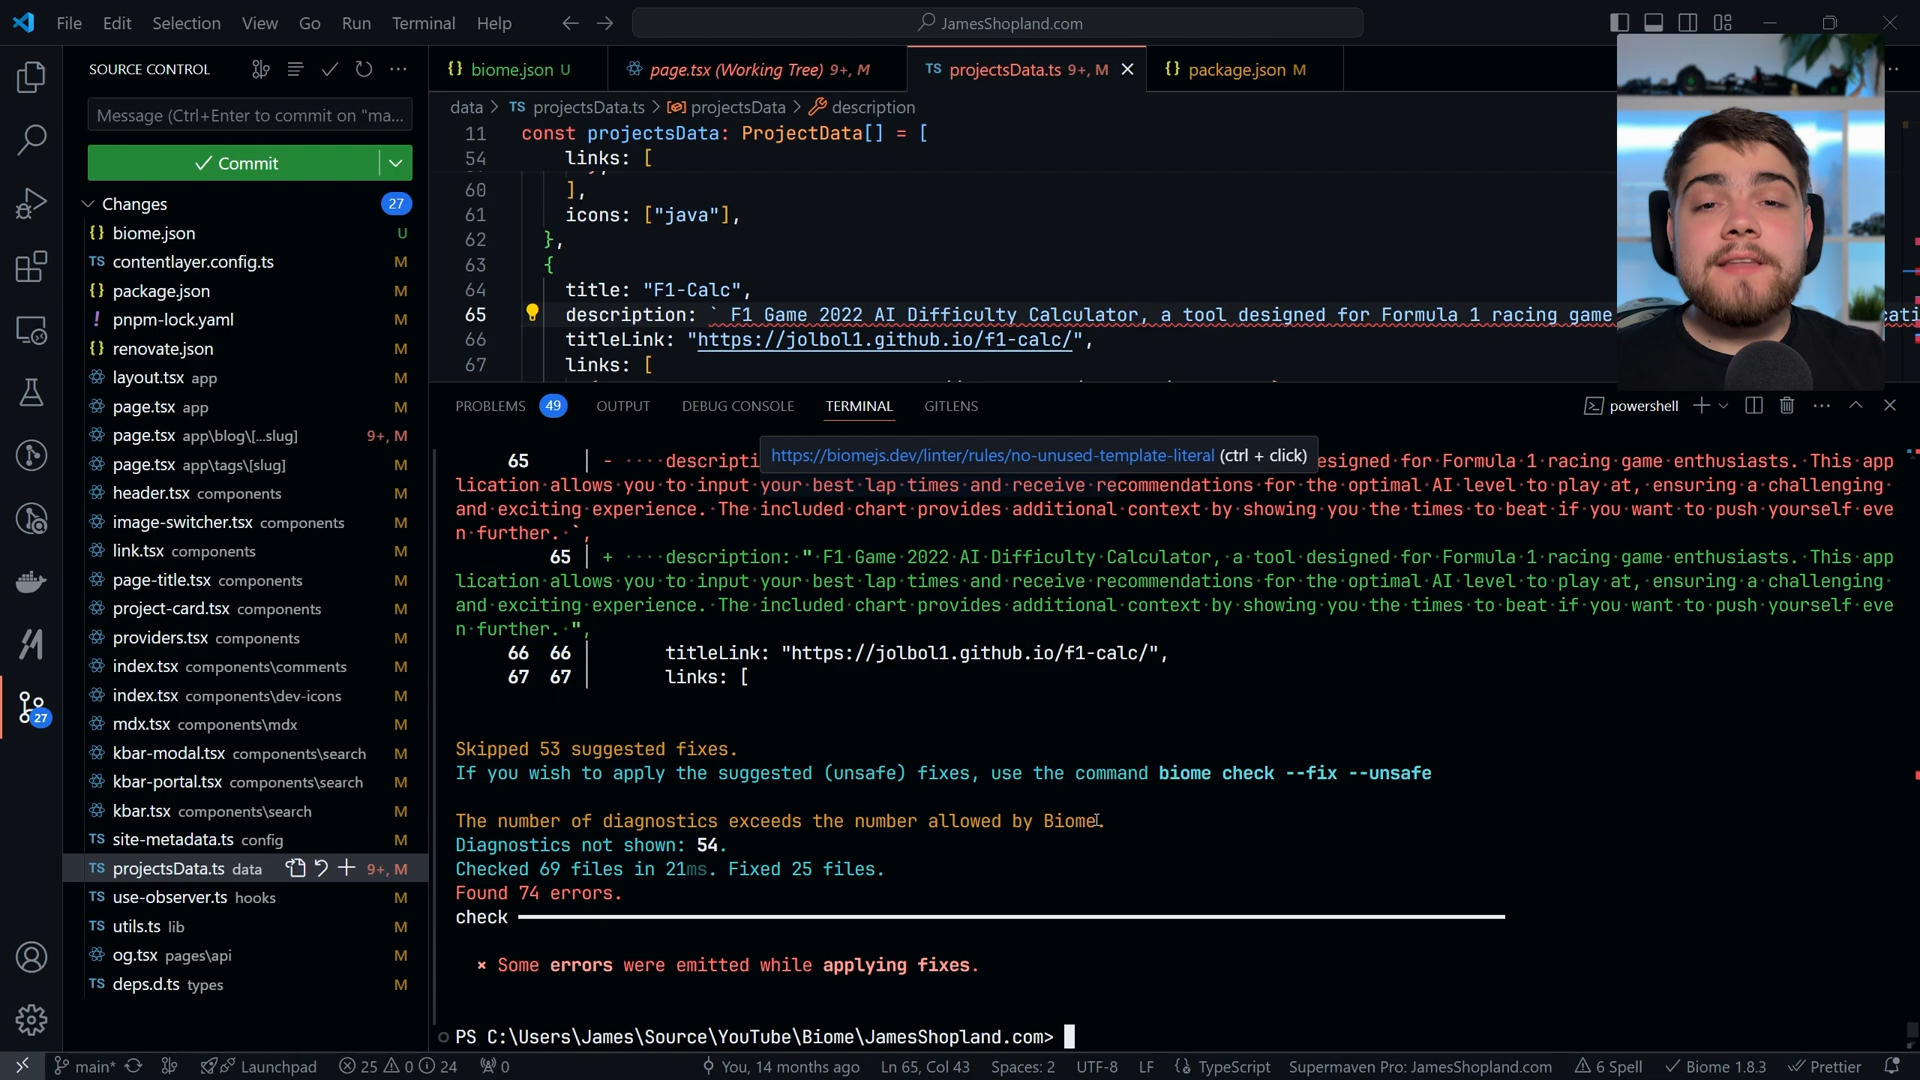 File Edit Selection View Go Run Terminal Help
JamesShopland.com
SOURCE CONTROL
Message (Ctrl+Enter to commit on "ma...
Commit
Changes 27
{} biome.json U
TS contentlayer.config.ts M
{} package.json M
! pnpm-lock.yaml M
{} renovate.json M
layout.tsx app M
page.tsx app M
page.tsx app\blog\[...slug] 9+, M
page.tsx app\tags\[slug] M
header.tsx components M
image-switcher.tsx components M
link.tsx components M
page-title.tsx components M
project-card.tsx components M
providers.tsx components M
index.tsx components\comments M
index.tsx components\dev-icons M
mdx.tsx components\mdx M
kbar-modal.tsx components\search M
kbar-portal.tsx components\search M
kbar.tsx components\search M
TS site-metadata.ts config M
TS projectsData.ts data 9+, M
TS use-observer.ts hooks M
TS utils.ts lib M
og.tsx pages\api M
TS deps.d.ts types M
27
{} biome.json U
page.tsx (Working Tree) 9+, M
TS projectsData.ts 9+, M
{} package.json M
data > TS projectsData.ts > projectsData > description
11 const projectsData: ProjectData[] = [
54 links: [
60 ],
61 icons: ["java"],
62 },
63 {
64 title: "F1-Calc",
65 description: ` F1 Game 2022 AI Difficulty Calculator, a tool designed for Formula 1 racing game
66 titleLink: "https://jolbol1.github.io/f1-calc/",
67 links: [
PROBLEMS 49 OUTPUT DEBUG CONSOLE TERMINAL GITLENS
powershell
https://biomejs.dev/linter/rules/no-unused-template-literal (ctrl + click)
65 | - ····descripti esigned·for·Formula·1·racing·game·enthusiasts.·This·app
lication·allows·you·to·input·your·best·lap·times·and·receive·recommendations·for·the·optimal·AI·level·to·play·at,·ensuring·a·challenging·
and·exciting·experience.·The·included·chart·provides·additional·context·by·showing·you·the·times·to·beat·if·you·want·to·push·yourself·eve
n·further.·`,
65 | + ····description:·"·F1·Game·2022·AI·Difficulty·Calculator,·a·tool·designed·for·Formula·1·racing·game·enthusiasts.·This·app
lication·allows·you·to·input·your·best·lap·times·and·receive·recommendations·for·the·optimal·AI·level·to·play·at,·ensuring·a·challenging·
and·exciting·experience.·The·included·chart·provides·additional·context·by·showing·you·the·times·to·beat·if·you·want·to·push·yourself·eve
n·further.·",
66 66 | titleLink: "https://jolbol1.github.io/f1-calc/",
67 67 | links: [
Skipped 53 suggested fixes.
If you wish to apply the suggested (unsafe) fixes, use the command biome check --fix --unsafe
The number of diagnostics exceeds the number allowed by Biome.
Diagnostics not shown: 54.
Checked 69 files in 21ms. Fixed 25 files.
Found 74 errors.
check
× Some errors were emitted while applying fixes.
PS C:\Users\James\Source\YouTube\Biome\JamesShopland.com>
main* Launchpad 25 0 24 0 You, 14 months ago Ln 65, Col 43 Spaces: 2 UTF-8 LF {} TypeScript Supermaven Pro: JamesShopland.com 6 Spell Biome 1.8.3 Prettier